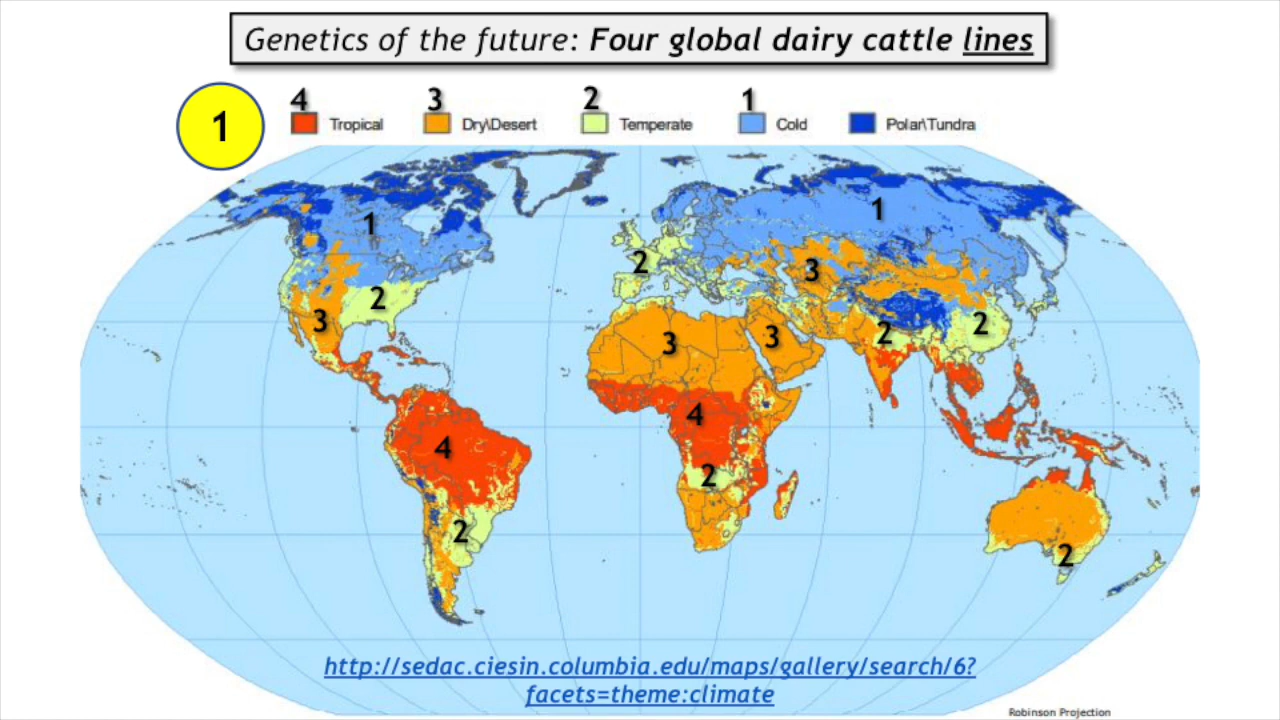 Genetics of the future: Four global dairy cattle lines
1
4 3 2 1
Tropical Dry\Desert Temperate Cold Polar\Tundra
1 1
2 3
2 3 2 2
3 3 3
4 4
2
2 2
http://sedac.ciesin.columbia.edu/maps/gallery/search/6?
facets=theme:climate
Robinson Projection